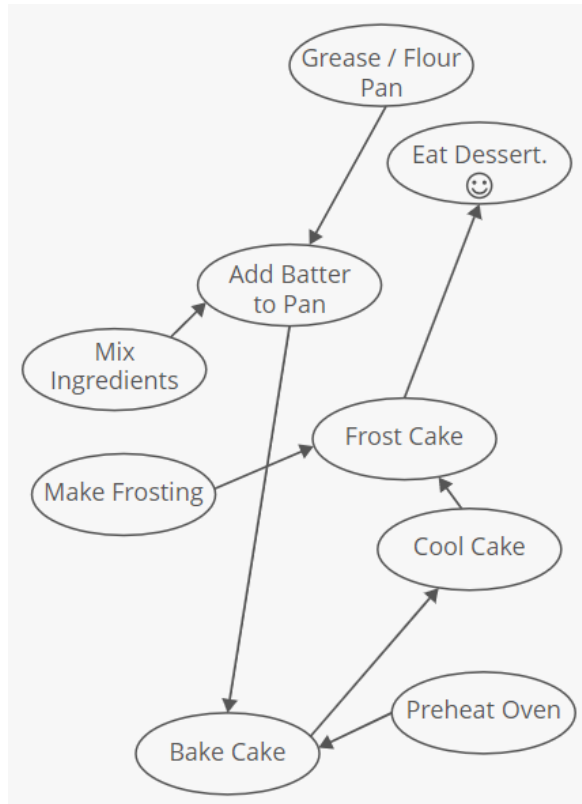 Grease / Flour
Pan
Eat Dessert.
☺
Add Batter
to Pan
Mix
Ingredients
Frost Cake
Make Frosting
Cool Cake
Preheat Oven
Bake Cake